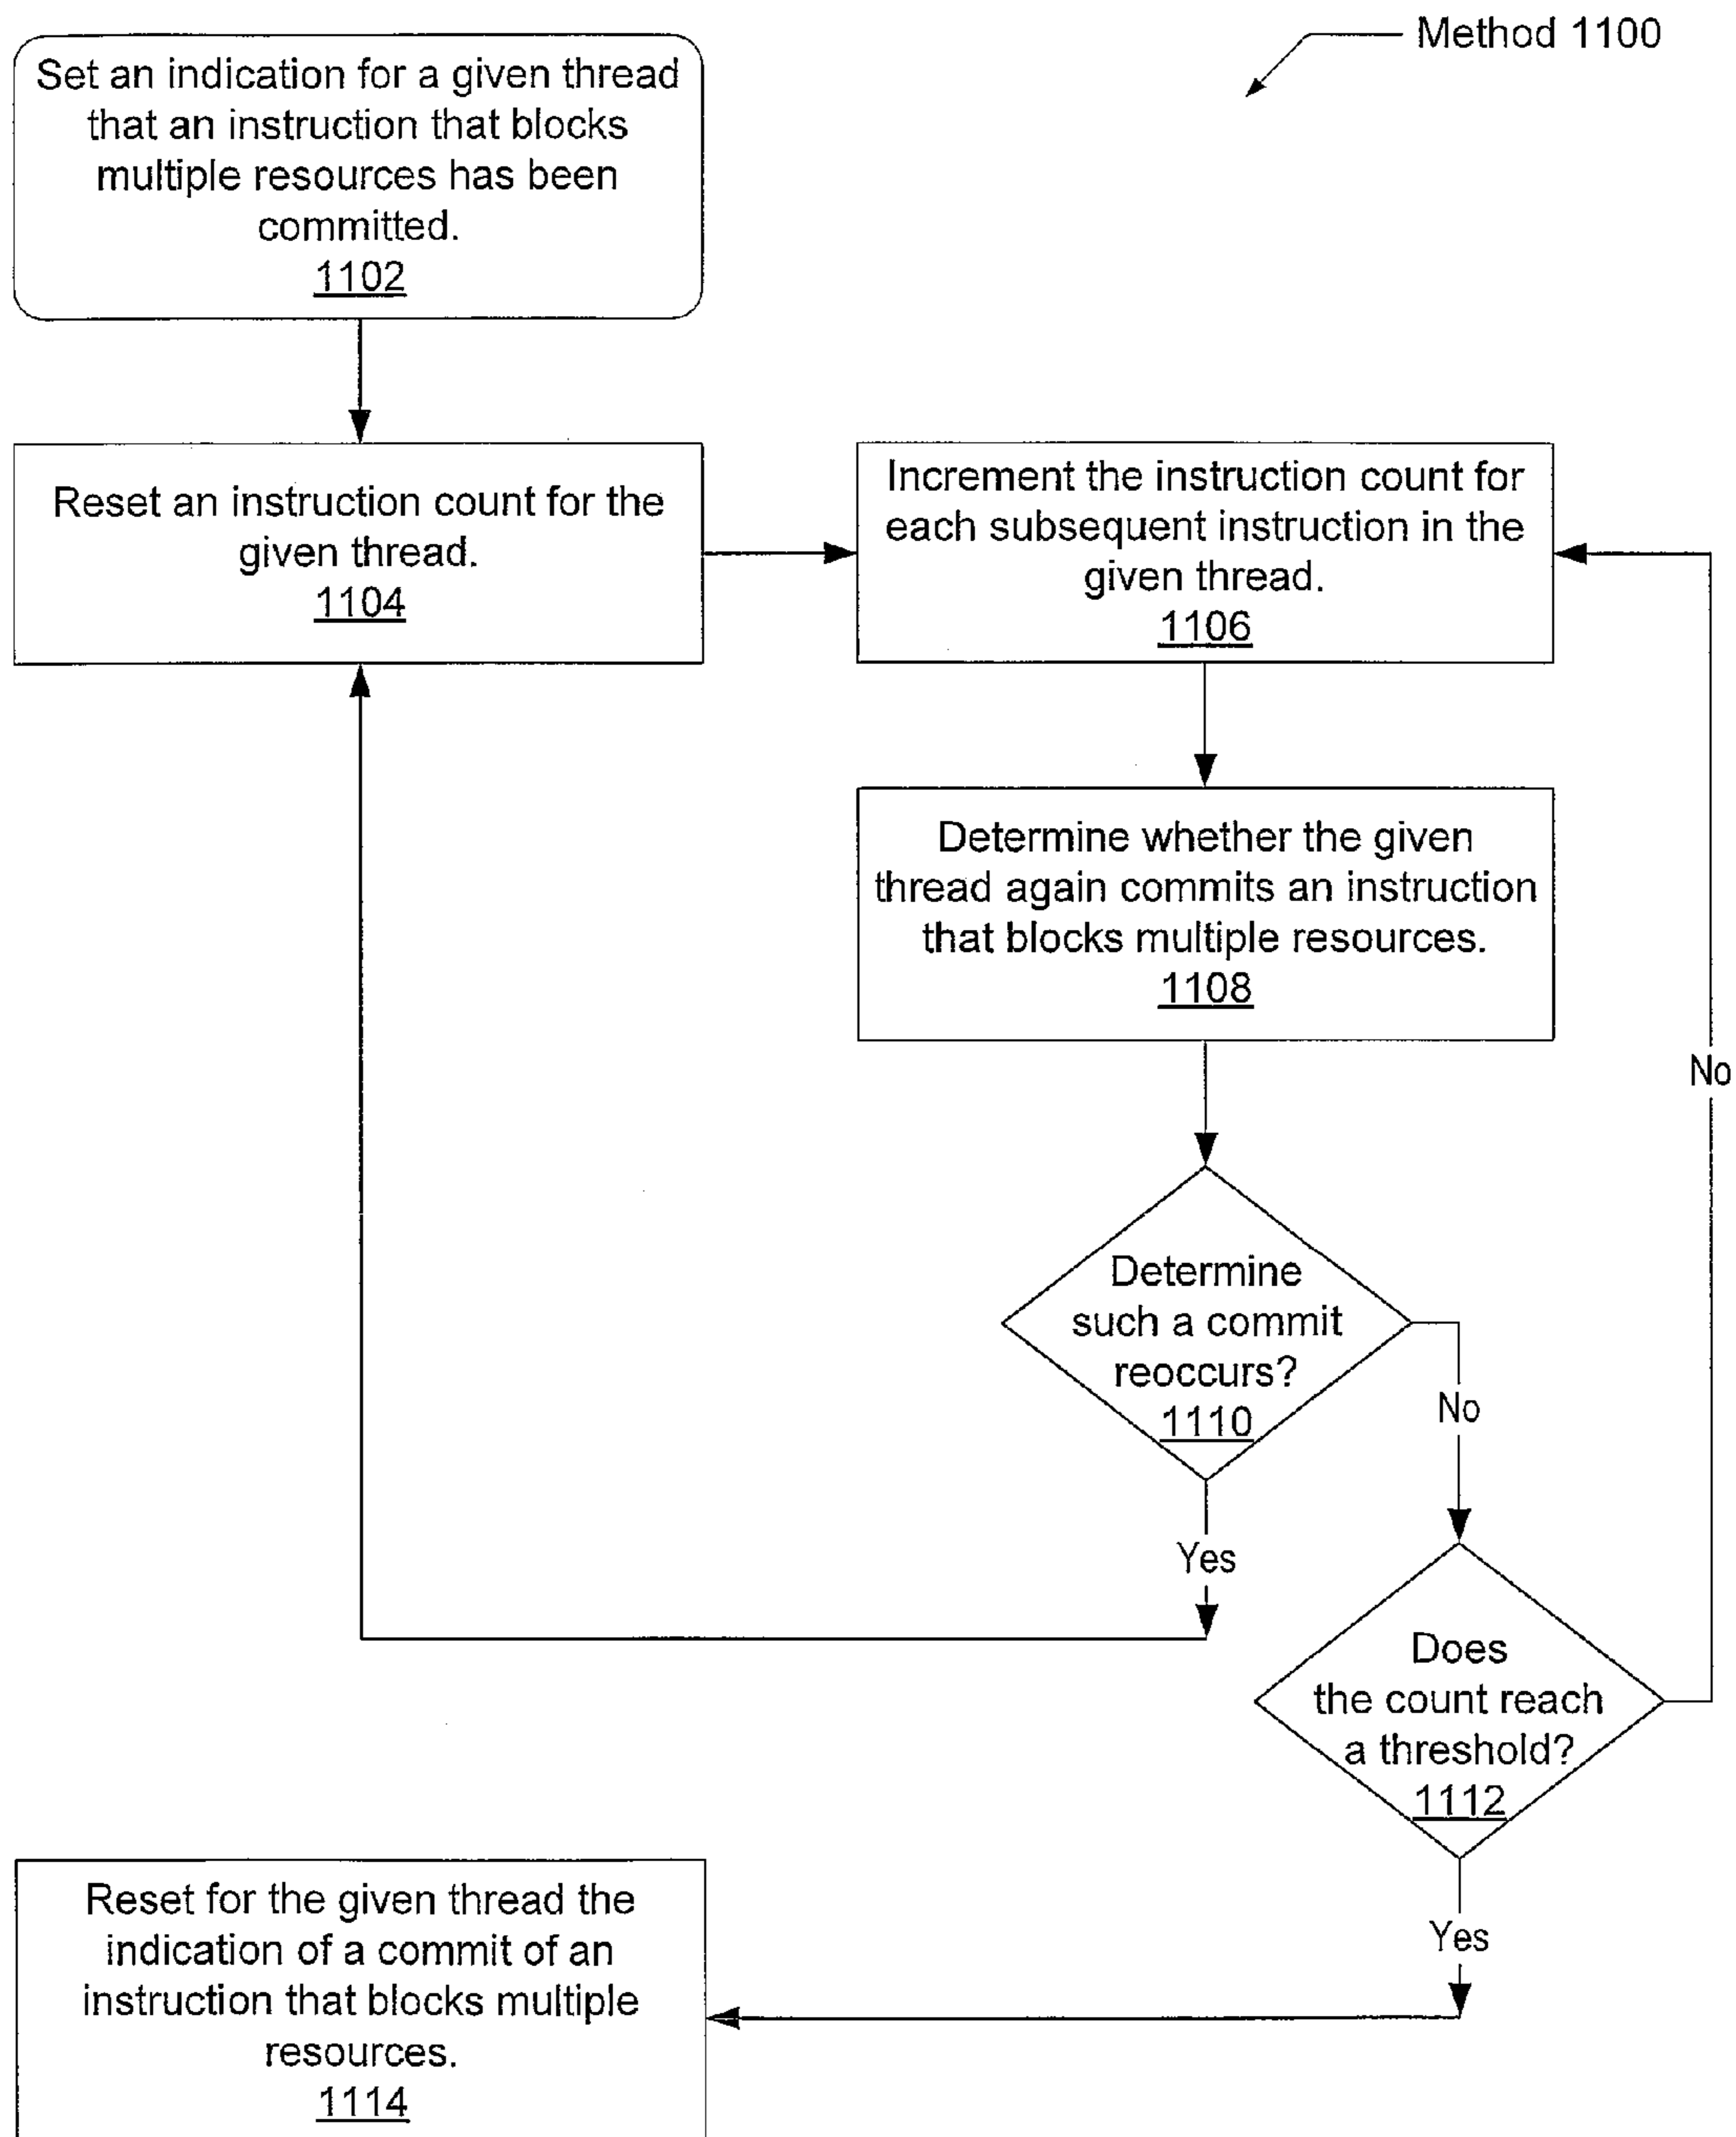 Method 1100
Set an indication for a given thread
that an instruction that blocks
multiple resources has been
committed.
1102
Reset an instruction count for the
given thread.
1104
Increment the instruction count for
each subsequent instruction in the
given thread.
1106
Determine whether the given
thread again commits an instruction
that blocks multiple resources.
1108
No
Determine
such a commit
reoccurs?
1110
No
Yes
Does
the count reach
a threshold?
1112
Yes
Reset for the given thread the
indication of a commit of an
instruction that blocks multiple
resources.
1114